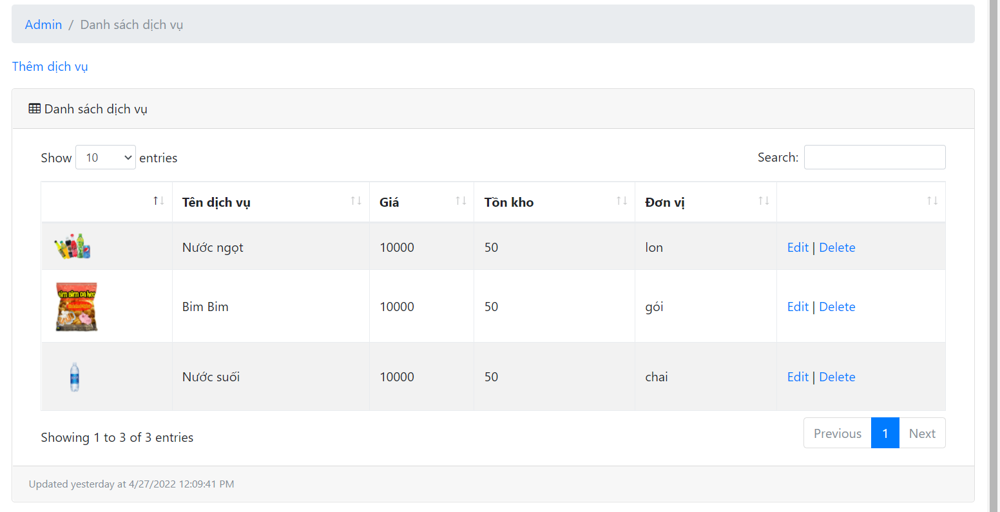 Admin / Danh sách dịch vụ
Thêm dịch vụ
Danh sách dịch vụ
Show 10 entries
Search:
Tên dịch vụ Giá Tồn kho Đơn vị
Nước ngọt 10000 50 lon Edit | Delete
Bim Bim 10000 50 gói Edit | Delete
Nước suối 10000 50 chai Edit | Delete
Showing 1 to 3 of 3 entries
Previous 1 Next
Updated yesterday at 4/27/2022 12:09:41 PM